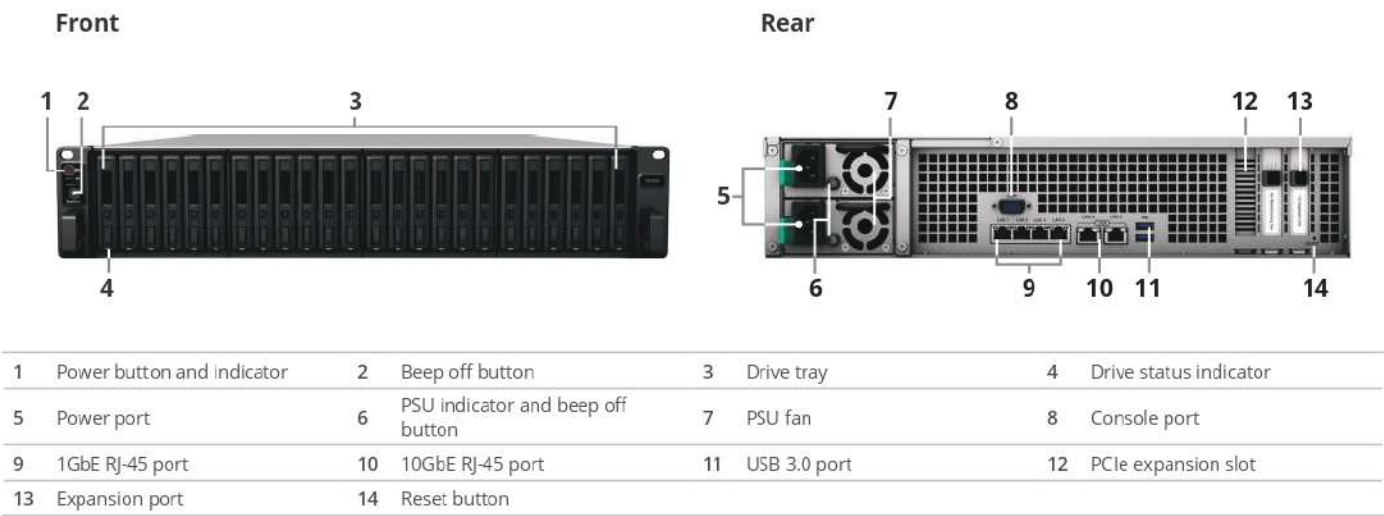 Front
Rear
1 2 3 7 8 12 13
5
4 6 9 10 11 14
1 Power button and indicator 2 Beep off button 3 Drive tray 4 Drive status indicator
5 Power port 6 PSU indicator and beep off button 7 PSU fan 8 Console port
9 1GbE RJ-45 port 10 10GbE RJ-45 port 11 USB 3.0 port 12 PCIe expansion slot
13 Expansion port 14 Reset button